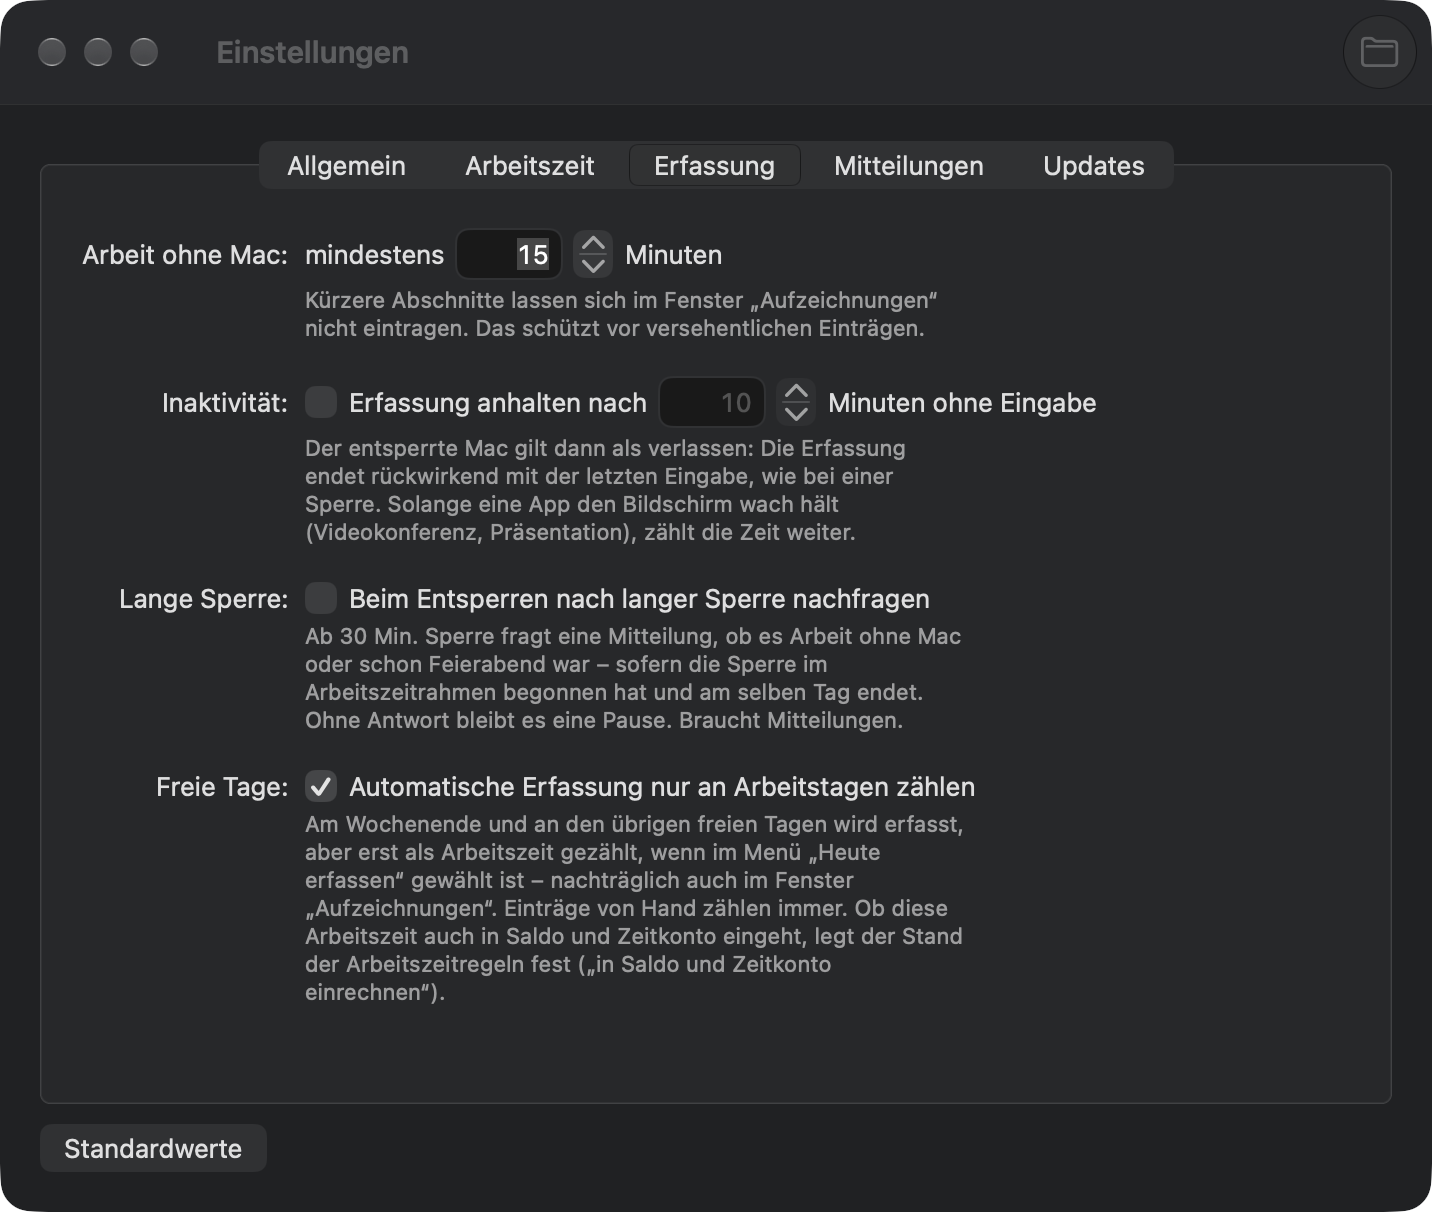 Einstellungen
Allgemein Arbeitszeit Erfassung Mitteilungen Updates
Arbeit ohne Mac: mindestens 15 Minuten
Kürzere Abschnitte lassen sich im Fenster „Aufzeichnungen“
nicht eintragen. Das schützt vor versehentlichen Einträgen.
Inaktivität: Erfassung anhalten nach 10 Minuten ohne Eingabe
Der entsperrte Mac gilt dann als verlassen: Die Erfassung
endet rückwirkend mit der letzten Eingabe, wie bei einer
Sperre. Solange eine App den Bildschirm wach hält
(Videokonferenz, Präsentation), zählt die Zeit weiter.
Lange Sperre: Beim Entsperren nach langer Sperre nachfragen
Ab 30 Min. Sperre fragt eine Mitteilung, ob es Arbeit ohne Mac
oder schon Feierabend war – sofern die Sperre im
Arbeitszeitrahmen begonnen hat und am selben Tag endet.
Ohne Antwort bleibt es eine Pause. Braucht Mitteilungen.
Freie Tage: Automatische Erfassung nur an Arbeitstagen zählen
Am Wochenende und an den übrigen freien Tagen wird erfasst,
aber erst als Arbeitszeit gezählt, wenn im Menü „Heute
erfassen“ gewählt ist – nachträglich auch im Fenster
„Aufzeichnungen“. Einträge von Hand zählen immer. Ob diese
Arbeitszeit auch in Saldo und Zeitkonto eingeht, legt der Stand
der Arbeitszeitregeln fest („in Saldo und Zeitkonto
einrechnen“).
Standardwerte